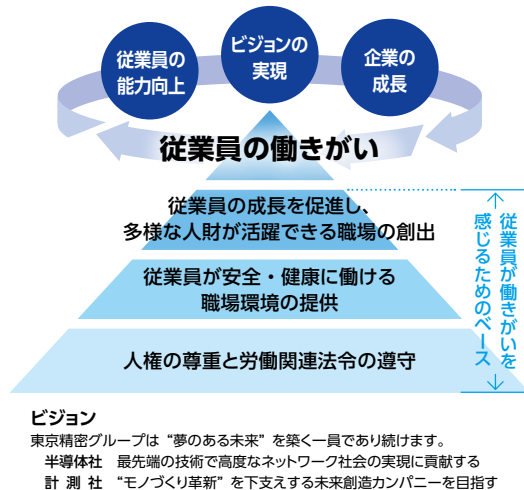 従業員の
能力向上
ビジョンの
実現
企業の
成長
従業員の働きがい
従業員の成長を促進し、
多様な人財が活躍できる職場の創出
従業員が安全・健康に働ける
職場環境の提供
人権の尊重と労働関連法令の遵守
従業員が働きがいを
感じるためのベース
ビジョン
東京精密グループは“夢のある未来”を築く一員であり続けます。
半導体社 最先端の技術で高度なネットワーク社会の実現に貢献する
計測社 “モノづくり革新”を下支えする未来創造カンパニーを目指す